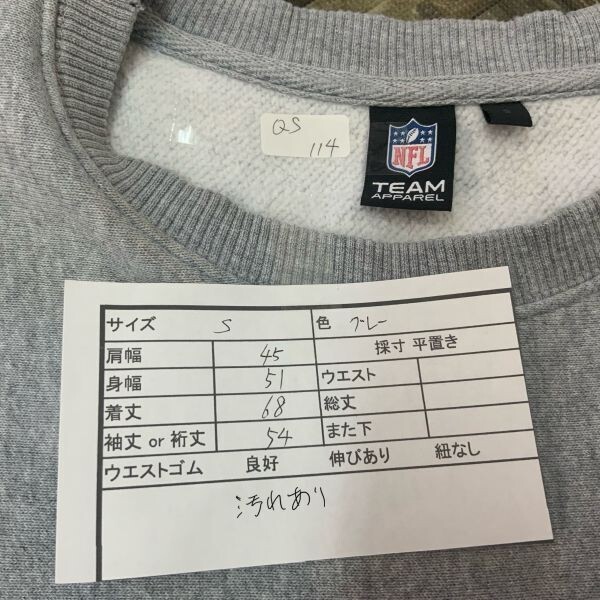 QS
114
NFL
TEAM
APPAREL
サイズ S 色 グレー
肩幅 45 採寸 平置き
身幅 51 ウエスト
着丈 68 総丈
袖丈 or 裄丈 54 また下
ウエストゴム 良好 伸びあり 紐なし
汚れあり